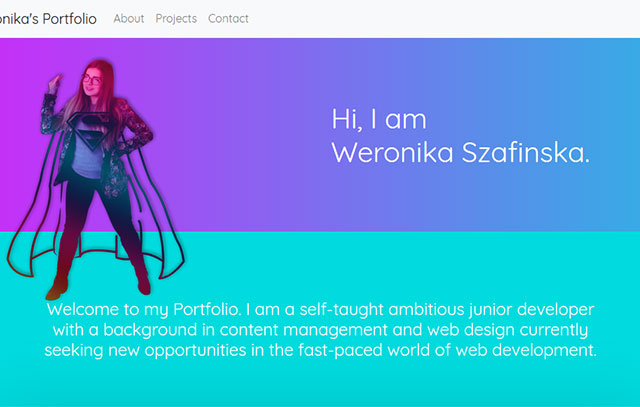 onika's Portfolio About Projects Contact
Hi, I am
Weronika Szafinska.
Welcome to my Portfolio. I am a self-taught ambitious junior developer
with a background in content management and web design currently
seeking new opportunities in the fast-paced world of web development.